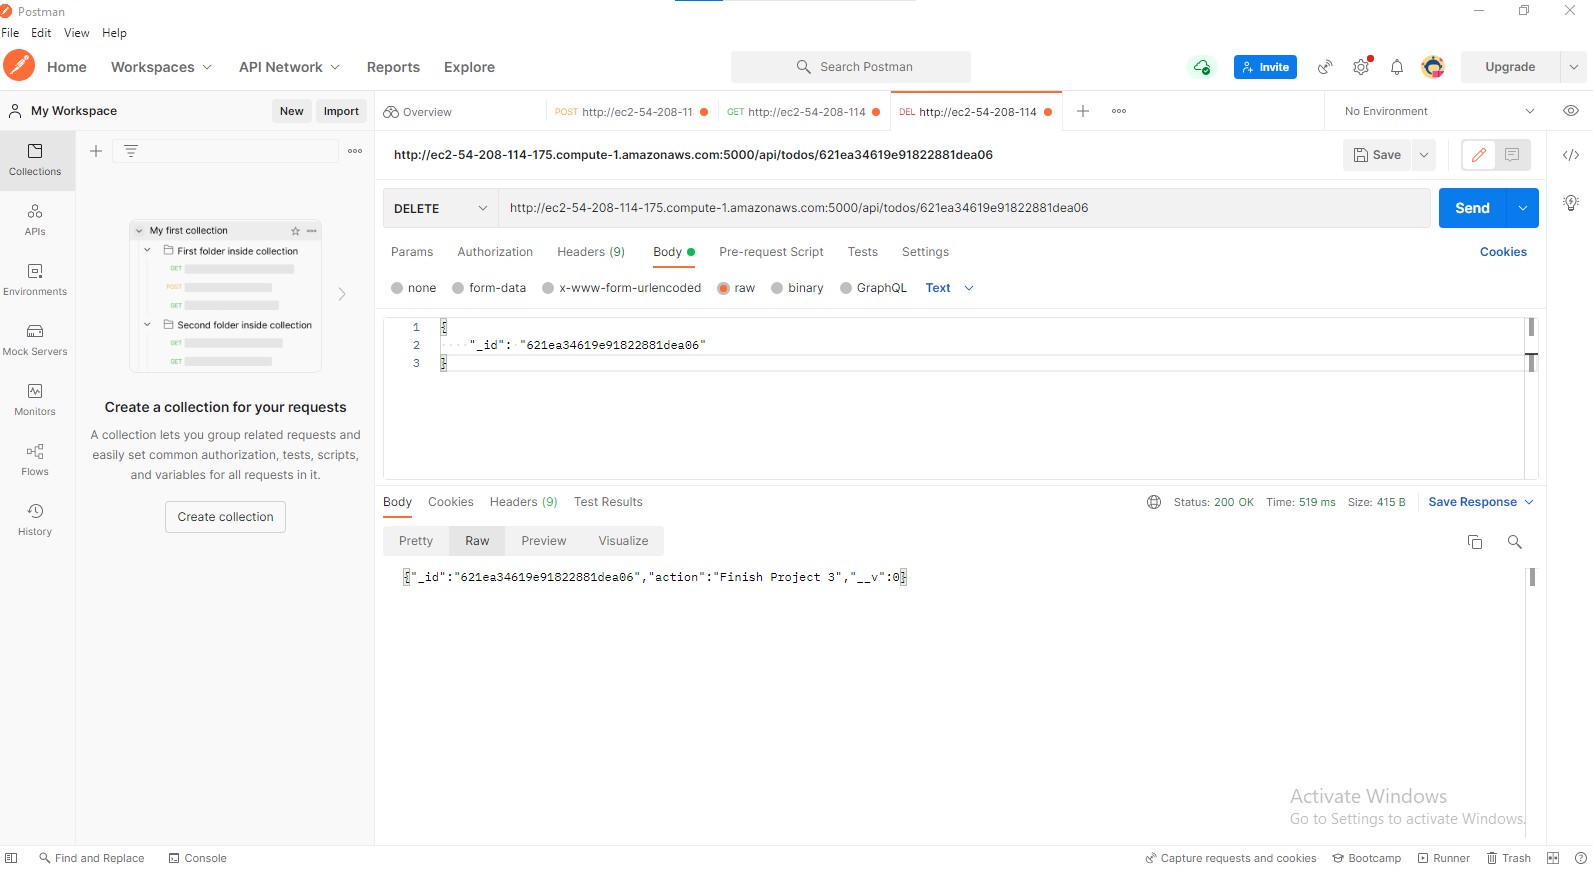 Postman
File Edit View Help
Home Workspaces API Network Reports Explore Search Postman Invite Upgrade
My Workspace New Import Overview POST http://ec2-54-208-11 GET http://ec2-54-208-114 DEL http://ec2-54-208-114 No Environment
http://ec2-54-208-114-175.compute-1.amazonaws.com:5000/api/todos/621ea34619e91822881dea06 Save
DELETE http://ec2-54-208-114-175.compute-1.amazonaws.com:5000/api/todos/621ea34619e91822881dea06 Send
Params Authorization Headers (9) Body Pre-request Script Tests Settings Cookies
none form-data x-www-form-urlencoded raw binary GraphQL Text
1 {
2 "_id": "621ea34619e91822881dea06"
3 }
Collections
APIs
Environments
Mock Servers
Monitors
Flows
History
My first collection
First folder inside collection
GET
POST
GET
Second folder inside collection
GET
GET
Create a collection for your requests
A collection lets you group related requests and
easily set common authorization, tests, scripts,
and variables for all requests in it.
Create collection
Body Cookies Headers (9) Test Results Status: 200 OK Time: 519 ms Size: 415 B Save Response
Pretty Raw Preview Visualize
{"_id":"621ea34619e91822881dea06","action":"Finish Project 3","__v":0}
Activate Windows
Go to Settings to activate Windows.
Find and Replace Console Capture requests and cookies Bootcamp Runner Trash